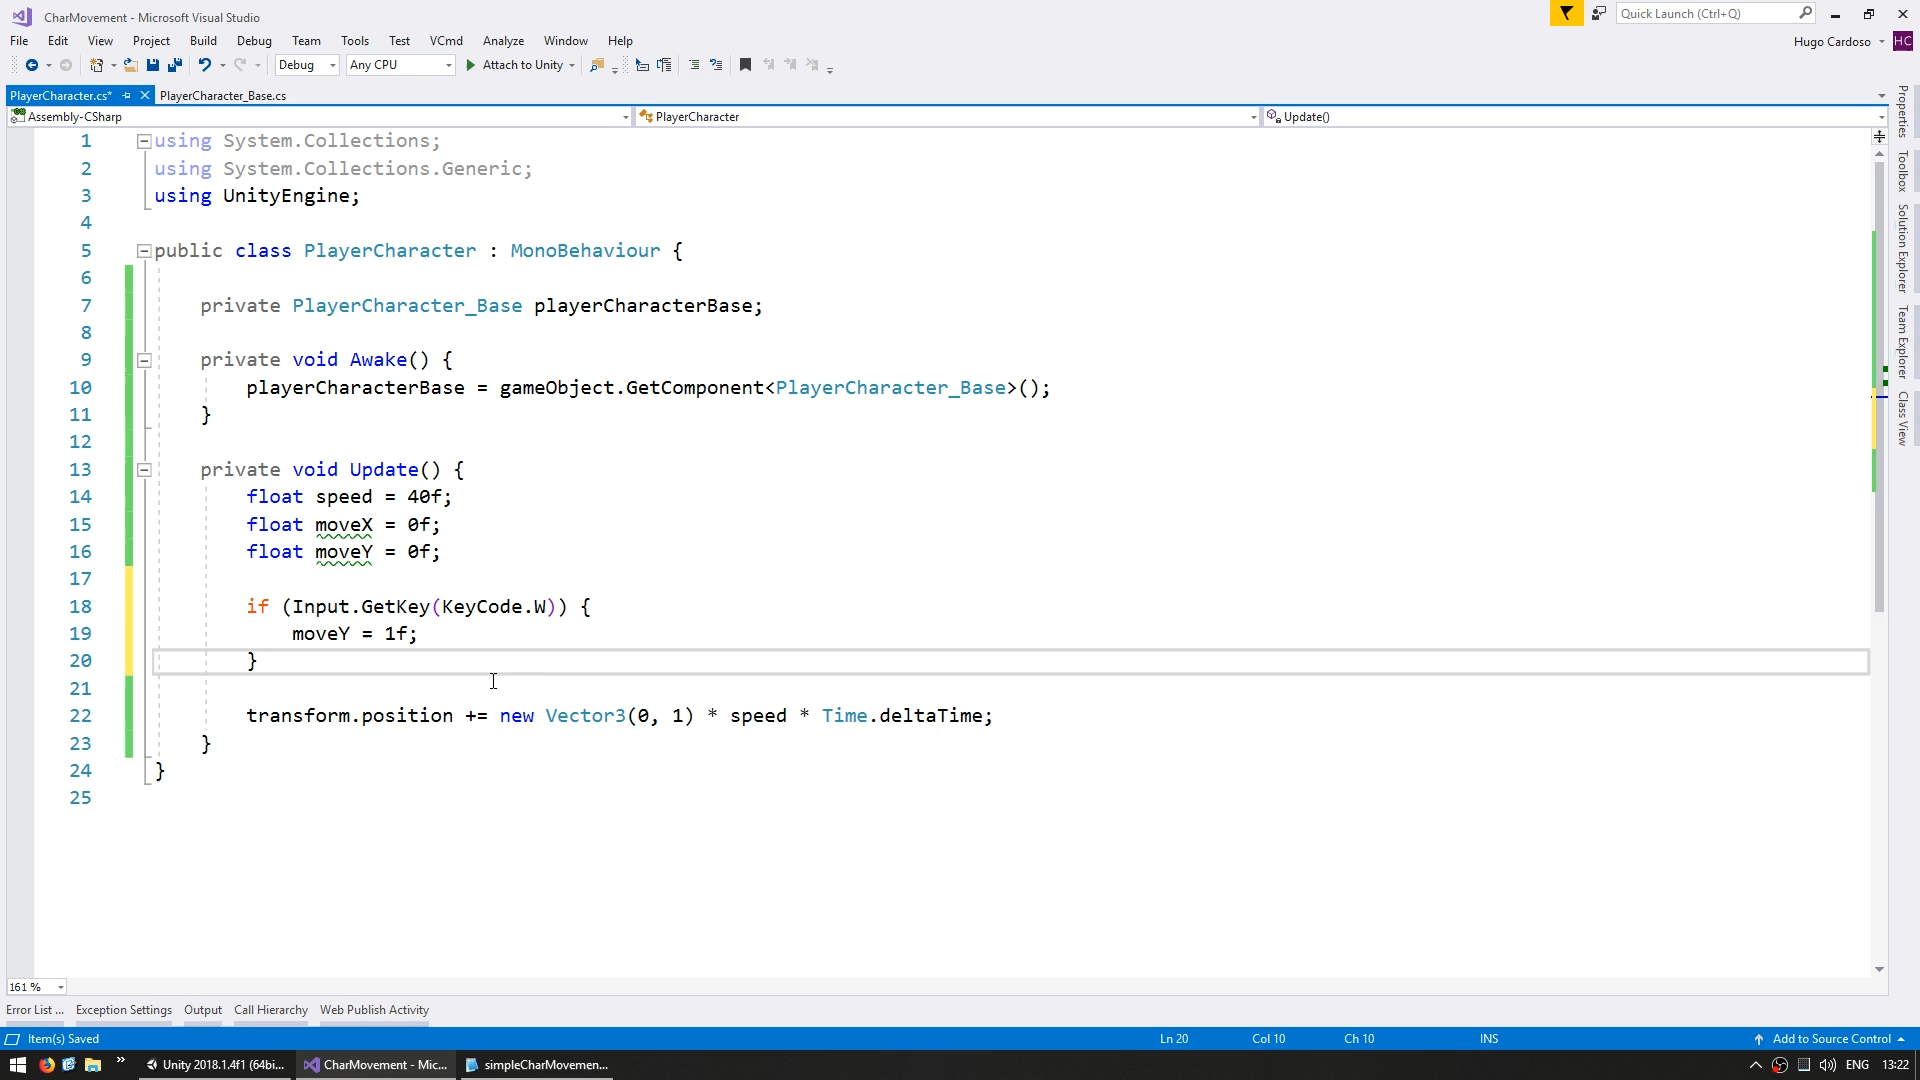 CharMovement - Microsoft Visual Studio
Quick Launch (Ctrl+Q)
File Edit View Project Build Debug Team Tools Test VCmd Analyze Window Help
Hugo Cardoso HC
Debug Any CPU Attach to Unity
PlayerCharacter.cs* PlayerCharacter_Base.cs
Assembly-CSharp PlayerCharacter Update()
1 using System.Collections;
2 using System.Collections.Generic;
3 using UnityEngine;
4
5 public class PlayerCharacter : MonoBehaviour {
6
7 private PlayerCharacter_Base playerCharacterBase;
8
9 private void Awake() {
10 playerCharacterBase = gameObject.GetComponent<PlayerCharacter_Base>();
11 }
12
13 private void Update() {
14 float speed = 40f;
15 float moveX = 0f;
16 float moveY = 0f;
17
18 if (Input.GetKey(KeyCode.W)) {
19 moveY = 1f;
20 }
21
22 transform.position += new Vector3(0, 1) * speed * Time.deltaTime;
23 }
24 }
25
Properties
Toolbox
Solution Explorer
Team Explorer
Class View
161 %
Error List ... Exception Settings Output Call Hierarchy Web Publish Activity
Item(s) Saved Ln 20 Col 10 Ch 10 INS Add to Source Control
Unity 2018.1.4f1 (64bi... CharMovement - Mic... simpleCharMovemen... ENG 13:22